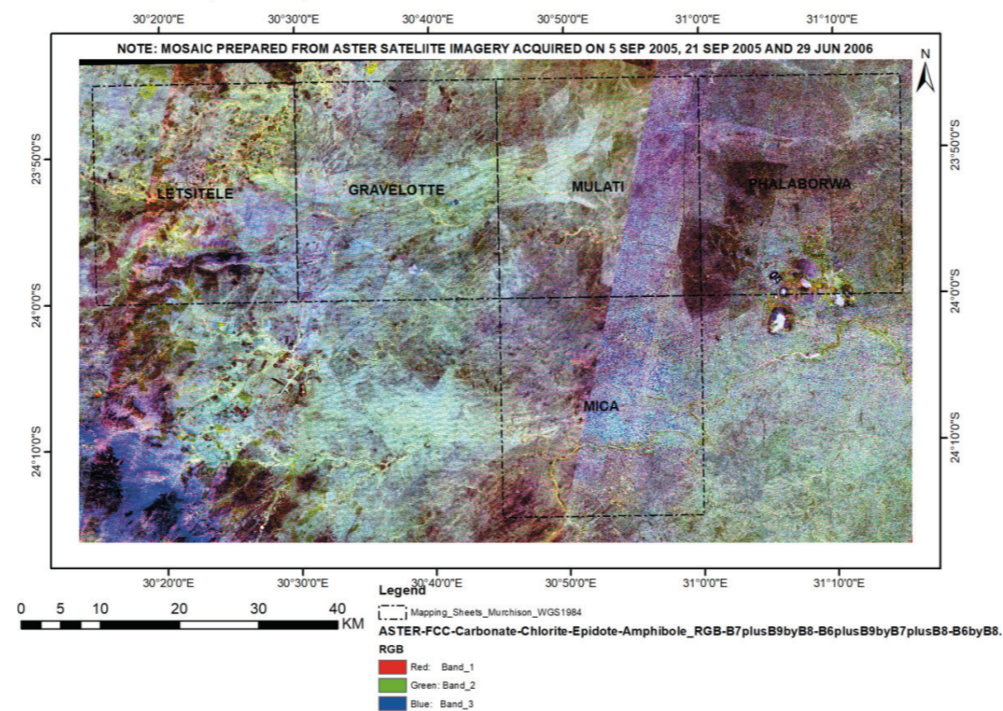 30°20'0"E 30°30'0"E 30°40'0"E 30°50'0"E 31°0'0"E 31°10'0"E
NOTE: MOSAIC PREPARED FROM ASTER SATELIITE IMAGERY ACQUIRED ON 5 SEP 2005, 21 SEP 2005 AND 29 JUN 2006
N
23°50'0"S 23°50'0"S
LETSITELE GRAVELOTTE MULATI PHALABORWA
24°0'0"S 24°0'0"S
MICA
24°10'0"S 24°10'0"S
30°20'0"E 30°30'0"E 30°40'0"E 30°50'0"E 31°0'0"E 31°10'0"E
0 5 10 20 30 40
KM
Legend
Mapping_Sheets_Murchison_WGS1984
ASTER-FCC-Carbonate-Chlorite-Epidote-Amphibole_RGB-B7plusB9byB8-B6plusB9byB7plusB8-B6byB8.
RGB
Red: Band_1
Green: Band_2
Blue: Band_3